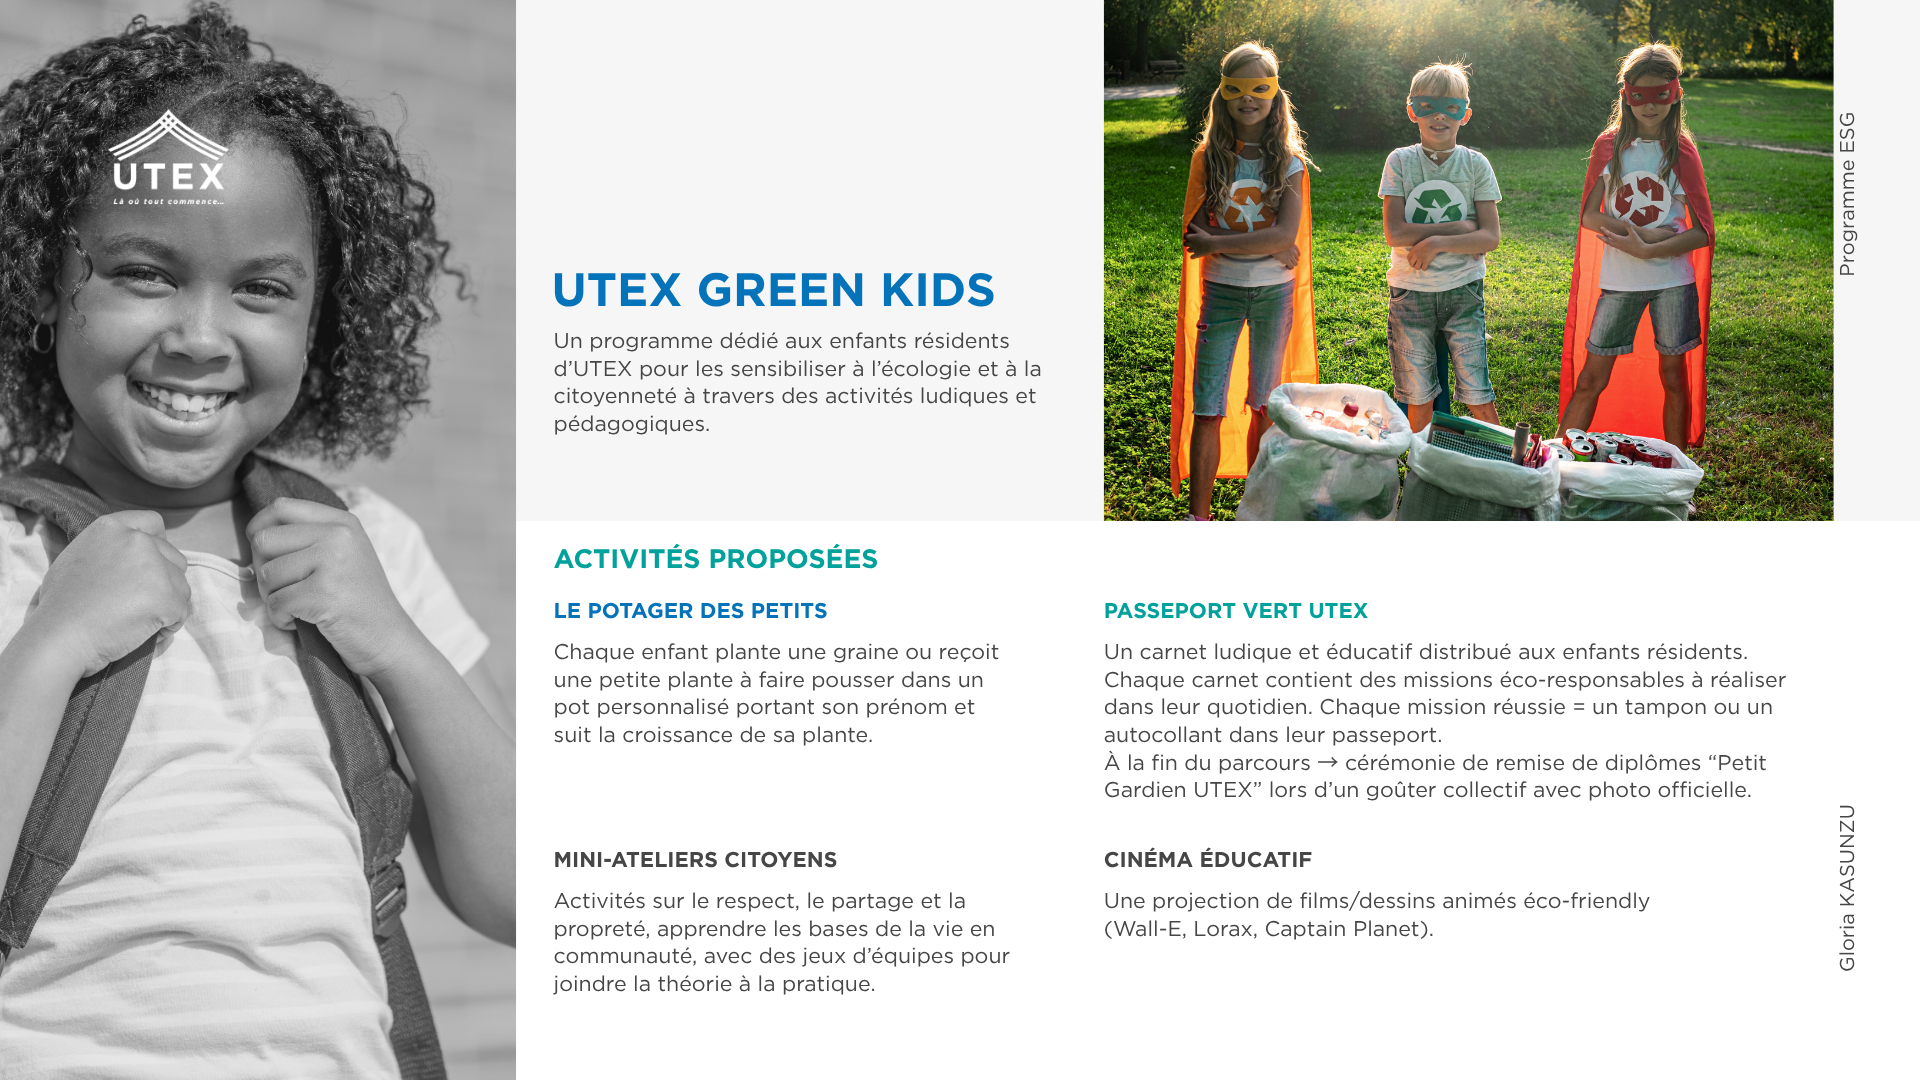 UTEX
Là où tout commence...
UTEX GREEN KIDS
Un programme dédié aux enfants résidents
d’UTEX pour les sensibiliser à l’écologie et à la
citoyenneté à travers des activités ludiques et
pédagogiques.
Programme ESG
ACTIVITÉS PROPOSÉES
LE POTAGER DES PETITS
Chaque enfant plante une graine ou reçoit
une petite plante à faire pousser dans un
pot personnalisé portant son prénom et
suit la croissance de sa plante.
PASSEPORT VERT UTEX
Un carnet ludique et éducatif distribué aux enfants résidents.
Chaque carnet contient des missions éco-responsables à réaliser
dans leur quotidien. Chaque mission réussie = un tampon ou un
autocollant dans leur passeport.
À la fin du parcours → cérémonie de remise de diplômes “Petit
Gardien UTEX” lors d’un goûter collectif avec photo officielle.
MINI-ATELIERS CITOYENS
Activités sur le respect, le partage et la
propreté, apprendre les bases de la vie en
communauté, avec des jeux d’équipes pour
joindre la théorie à la pratique.
CINÉMA ÉDUCATIF
Une projection de films/dessins animés éco-friendly
(Wall-E, Lorax, Captain Planet).
Gloria KASUNZU